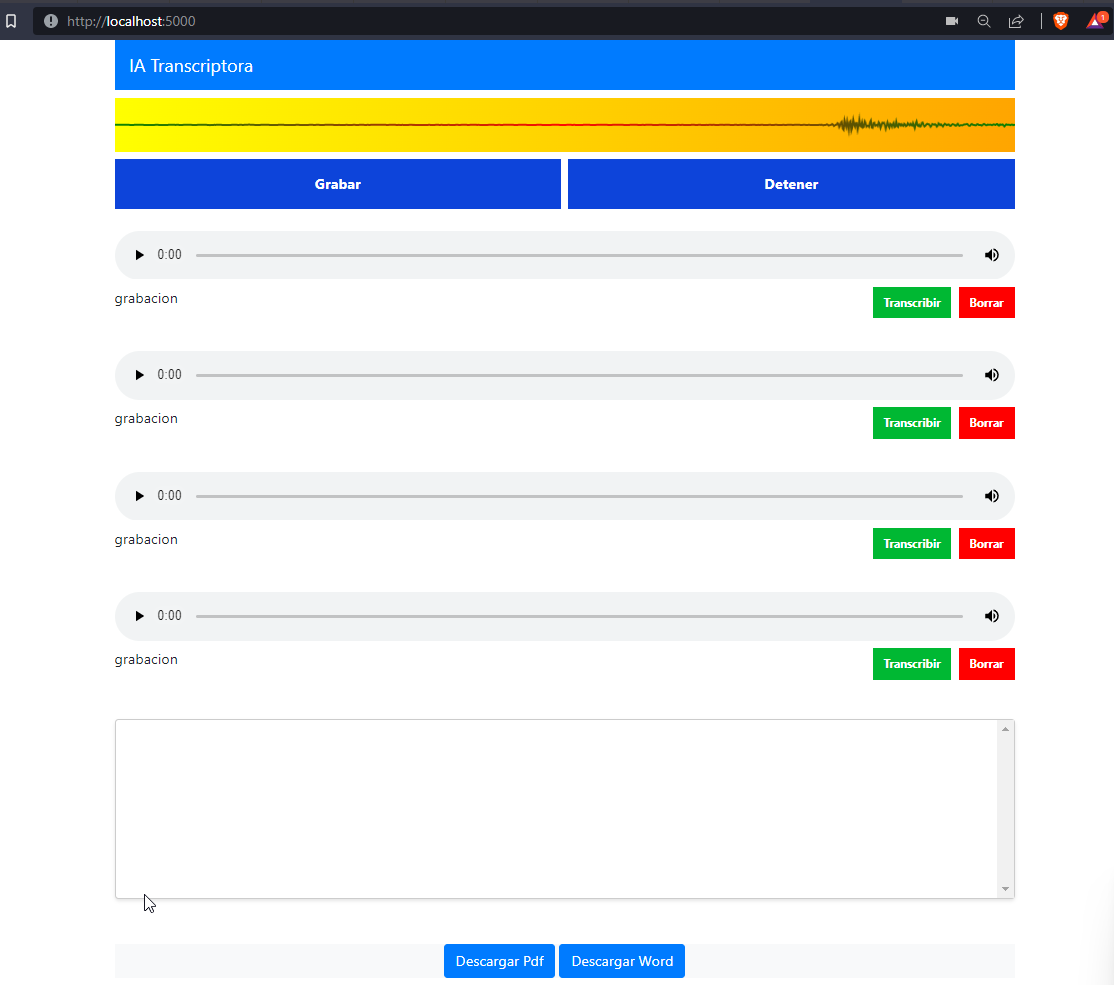 http://localhost:5000
1
IA Transcriptora
Grabar Detener
0:00
grabacion Transcribir Borrar
0:00
grabacion Transcribir Borrar
0:00
grabacion Transcribir Borrar
0:00
grabacion Transcribir Borrar
Descargar Pdf Descargar Word